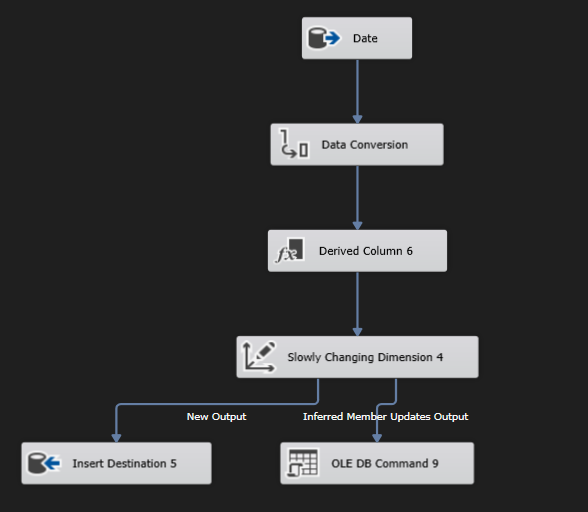 Date
Data Conversion
fx
Derived Column 6
Slowly Changing Dimension 4
New Output
Inferred Member Updates Output
Insert Destination 5
OLE DB Command 9